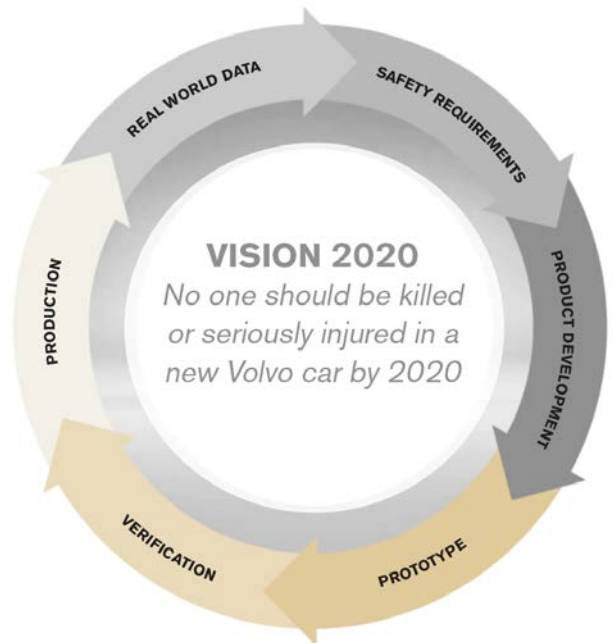 REAL WORLD DATA
SAFETY REQUIREMENTS
PRODUCT DEVELOPMENT
PROTOTYPE
VERIFICATION
PRODUCTION
VISION 2020
No one should be killed
or seriously injured in a
new Volvo car by 2020